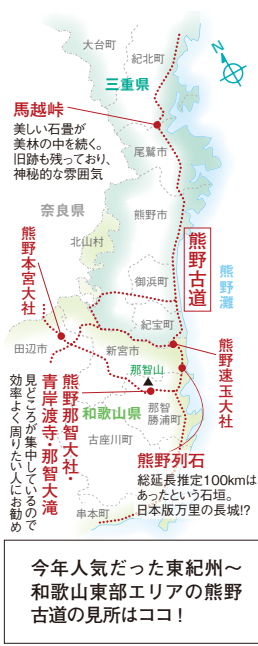 大台町
紀北町
N
三重県
馬越峠
美しい石畳が
美林の中を続く。
旧跡も残っており、
神秘的な雰囲気
尾鷲市
奈良県
熊野市
北山村
熊野古道
熊野灘
御浜町
熊野本宮大社
紀宝町
田辺市
新宮市
熊野速玉大社
那智山
熊野那智大社・
青岸渡寺・那智大滝
見どころが集中しているので
効率よく周りたい人にお勧め
和歌山県
那智
勝浦町
古座川町
熊野列石
総延長推定100kmは
あったという石垣。
日本版万里の長城!?
串本町
今年人気だった東紀州～
和歌山東部エリアの熊野
古道の見所はココ！